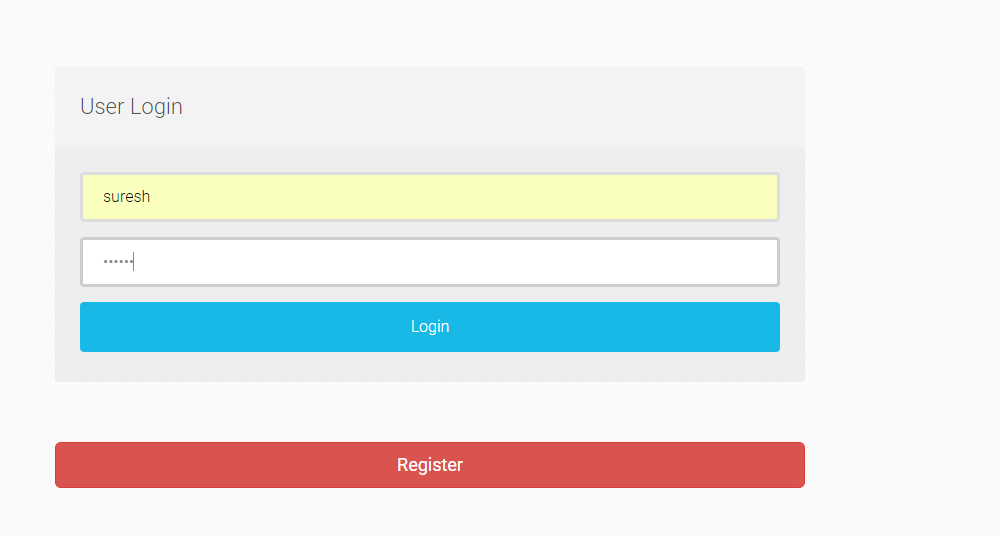 User Login
suresh
••••••
Login
Register